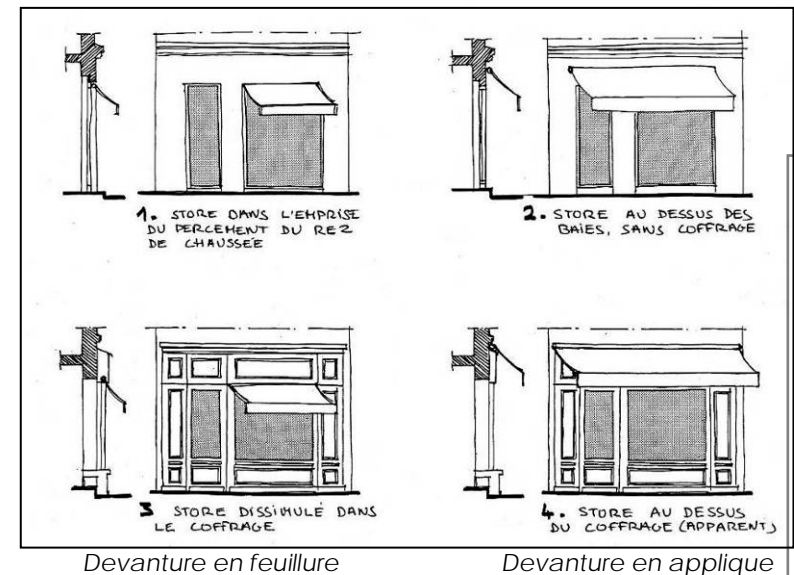 1. STORE DANS L'EMPRISE
DU PERCEMENT DU REZ
DE CHAUSSÉE
2. STORE AU DESSUS DES
BAIES, SANS COFFRAGE
3 STORE DISSIMULÉ DANS
LE COFFRAGE
4. STORE AU DESSUS
DU COFFRAGE (APPARENT)
Devanture en feuillure
Devanture en applique